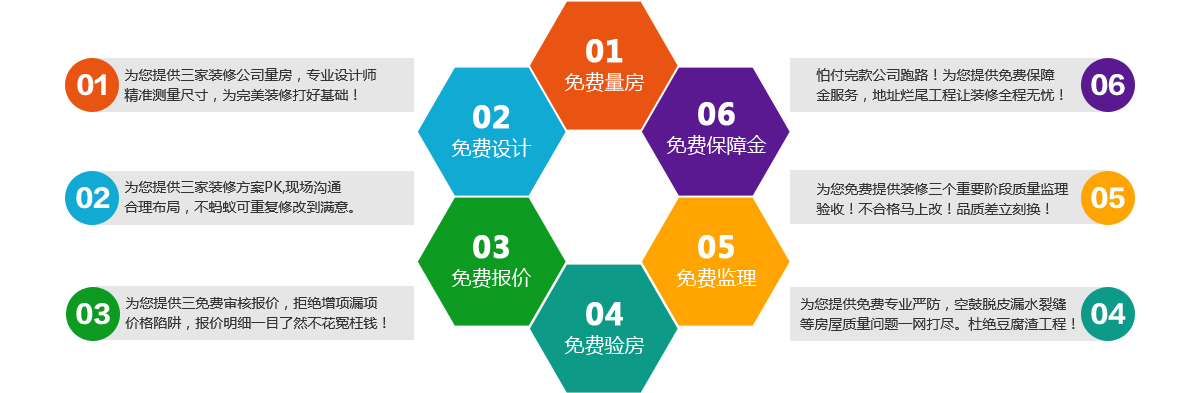 01
为您提供三家装修公司量房，专业设计师
精准测量尺寸，为完美装修打好基础！
02
为您提供三家装修方案PK,现场沟通
合理布局，不蚂蚁可重复修改到满意。
03
为您提供三免费审核报价，拒绝增项漏项
价格陷阱，报价明细一目了然不花冤枉钱！
01
免费量房
02
免费设计
06
免费保障金
03
免费报价
05
免费监理
04
免费验房
怕付完款公司跑路！为您提供免费保障
金服务，地址烂尾工程让装修全程无忧！
06
为您免费提供装修三个重要阶段质量监理
验收！不合格马上改！品质差立刻换！
05
为您提供免费专业严防，空鼓脱皮漏水裂缝
等房屋质量问题一网打尽。杜绝豆腐渣工程！
04